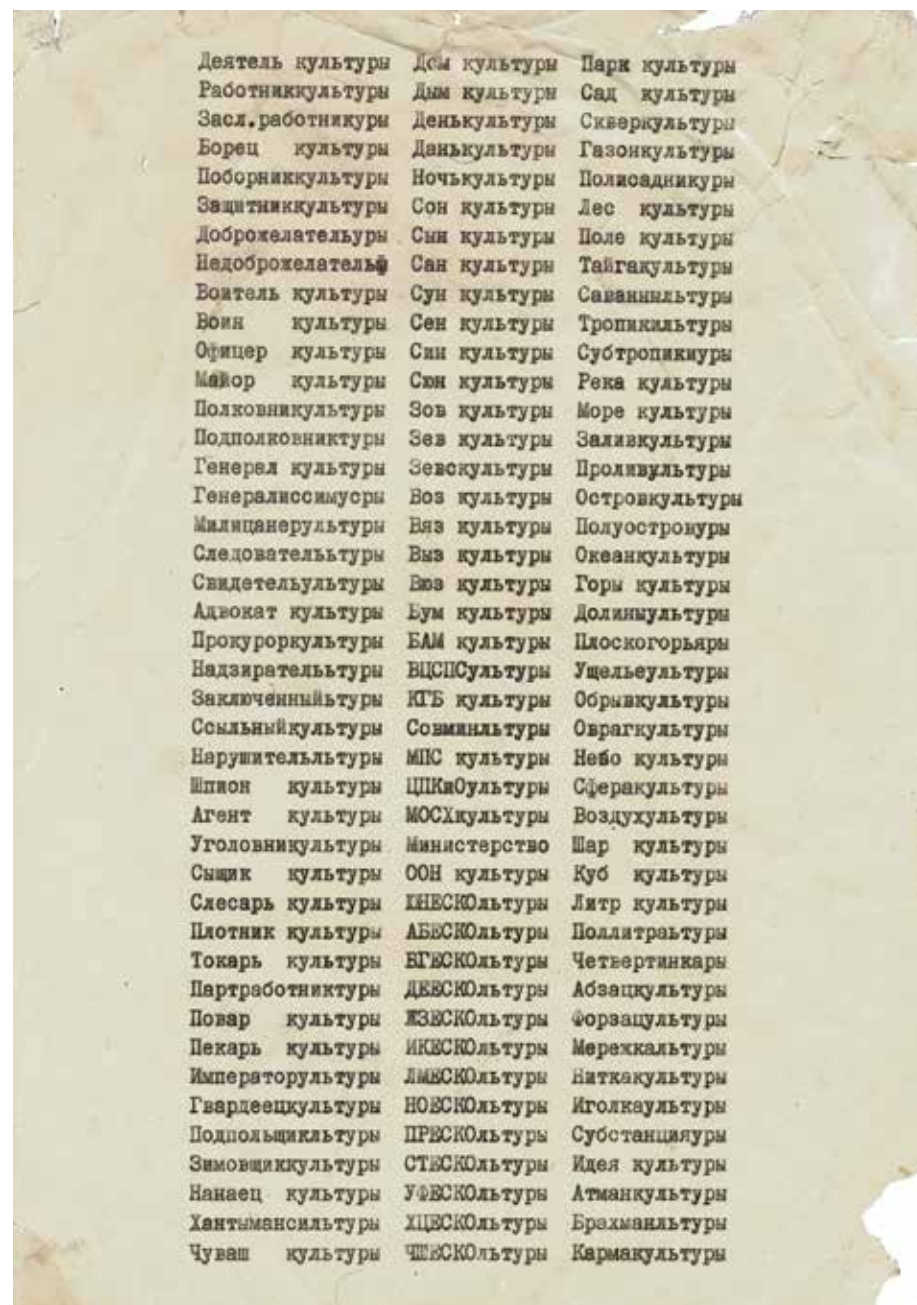 Деятель культуры Дом культуры Парк культуры
Работниккультуры Дым культуры Сад культуры
Засл.работникуры Денькультуры Скверкультуры
Борец культуры Данькультуры Газонкультуры
Поборниккультуры Ночькультуры Полисадникуры
Защитниккультуры Сон культуры Лес культуры
Доброжелательуры Сын культуры Поле культуры
Недоброжелатель Сан культуры Тайгакультуры
Воитель культуры Сун культуры Саванныльтуры
Воин культуры Сен культуры Тропикильтуры
Офицер культуры Син культуры Субтропикиуры
Майор культуры Сюн культуры Река культуры
Полковникультуры Зов культуры Море культуры
Подполковниктуры Зев культуры Заливкультуры
Генерал культуры Зевскультуры Проливультуры
Генералиссимусры Воз культуры Островкультуры
Милицанерультуры Вяз культуры Полуостровуры
Следователььтуры Выз культуры Океанкультуры
Свидетельультуры Вюз культуры Горы культуры
Адвокат культуры Бум культуры Долиныультуры
Прокуроркультуры БАМ культуры Плоскогорьяры
Надзирателььтуры ВЦСПСультуры Ущельеультуры
Заключенныйьтуры КГБ культуры Обрывкультуры
Ссыльныйкультуры Совминльтуры Оврагкультуры
Нарушительльтуры МПС культуры Небо культуры
Шпион культуры ЦПКиОультуры Сферакультуры
Агент культуры МОСХкультуры Воздухультуры
Уголовникультуры Министерство Шар культуры
Сыщик культуры ООН культуры Куб культуры
Слесарь культуры ЮНЕСКОльтуры Литр культуры
Плотник культуры АБЕСКОльтуры Поллитраьтуры
Токарь культуры ВГЕСКОльтуры Четвертинкары
Партработниктуры ДЕЕСКОльтуры Абзацкультуры
Повар культуры ЖЗЕСКОльтуры Форзацультуры
Пекарь культуры ИКЕСКОльтуры Мережкальтуры
Императорультуры ЛМЕСКОльтуры Ниткакультуры
Гвардеецкультуры НОЕСКОльтуры Иголкаультуры
Подпольщикльтуры ПРЕСКОльтуры Субстанцияуры
Зимовщиккультуры СТЕСКОльтуры Идея культуры
Нанаец культуры УФЕСКОльтуры Атманкультуры
Хантымансильтуры ХЦЕСКОльтуры Брахманльтуры
Чуваш культуры ЧШЕСКОльтуры Кармакультуры